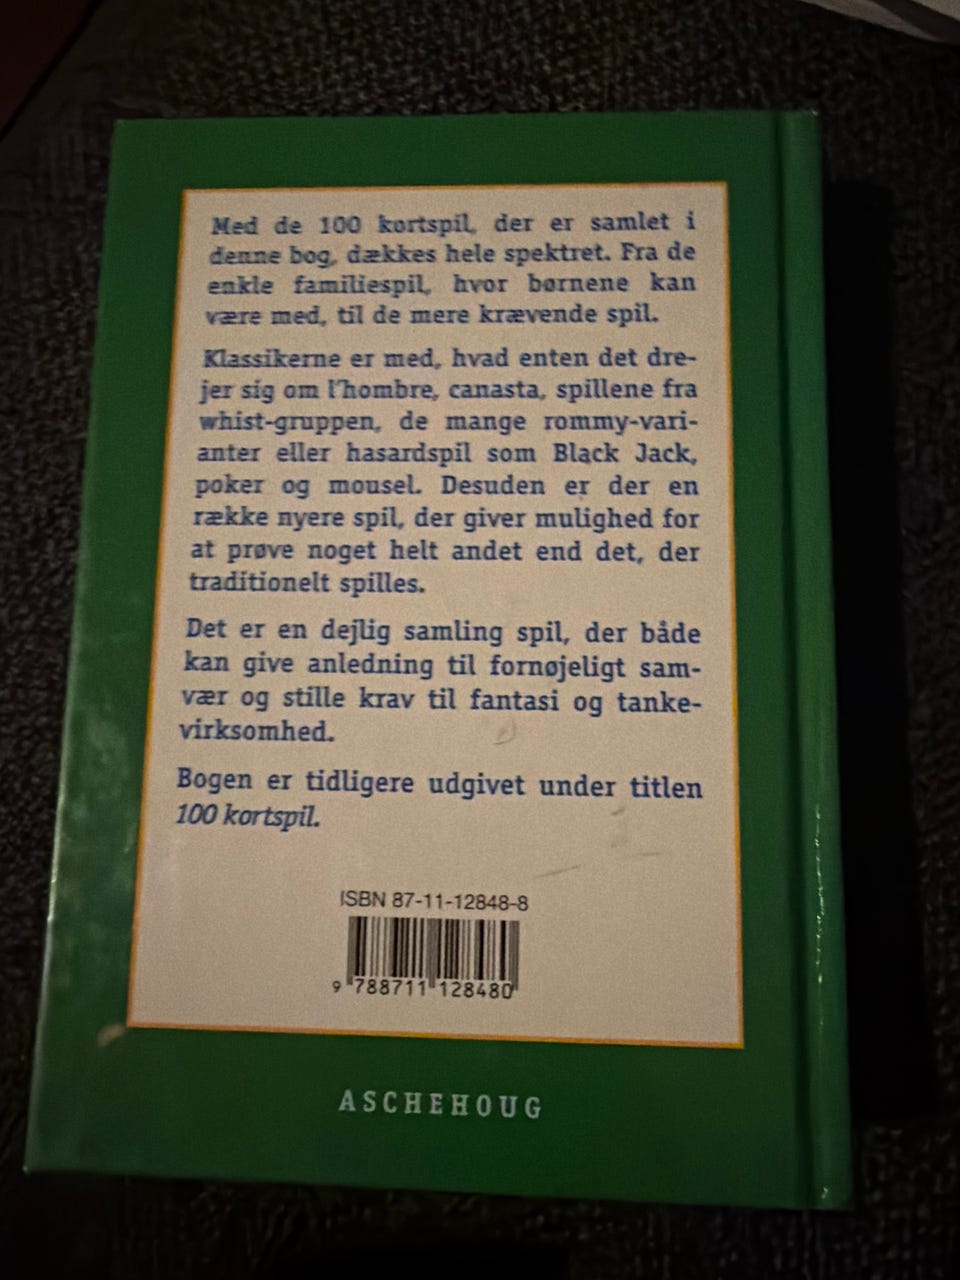 Med de 100 kortspil, der er samlet i
denne bog, dækkes hele spektret. Fra de
enkle familiespil, hvor børnene kan
være med, til de mere krævende spil.
Klassikerne er med, hvad enten det dre-
jer sig om l'hombre, canasta, spillene fra
whist-gruppen, de mange rommy-vari-
anter eller hasardspil som Black Jack,
poker og mousel. Desuden er der en
række nyere spil, der giver mulighed for
at prøve noget helt andet end det, der
traditionelt spilles.
Det er en dejlig samling spil, der både
kan give anledning til fornøjeligt sam-
vær og stille krav til fantasi og tanke-
virksomhed.
Bogen er tidligere udgivet under titlen
100 kortspil.
ISBN 87-11-12848-8
9 788711 128480
ASCHEHOUG